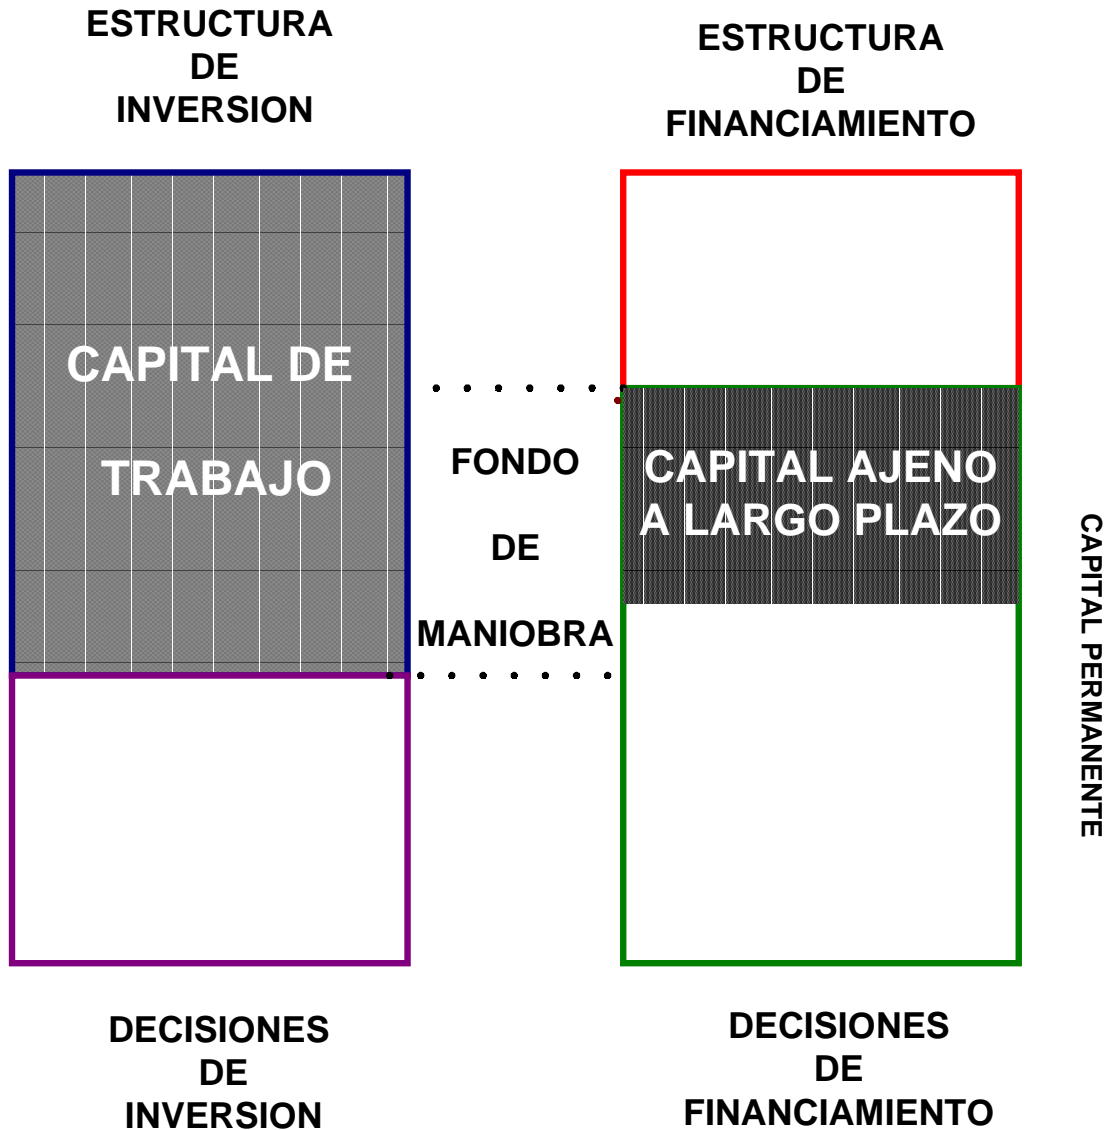 ESTRUCTURA
DE
INVERSION
ESTRUCTURA
DE
FINANCIAMIENTO
CAPITAL DE
TRABAJO
FONDO
DE
MANIOBRA
CAPITAL AJENO
A LARGO PLAZO
CAPITAL PERMANENTE
DECISIONES
DE
INVERSION
DECISIONES
DE
FINANCIAMIENTO